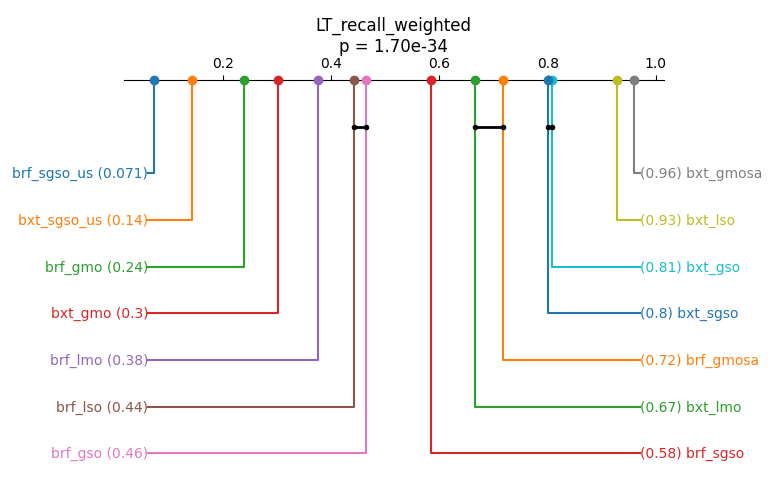 LT_recall_weighted
p = 1.70e-34
0.2 0.4 0.6 0.8 1.0
brf_sgso_us (0.071) (0.96) bxt_gmosa
bxt_sgso_us (0.14) (0.93) bxt_lso
brf_gmo (0.24) (0.81) bxt_gso
bxt_gmo (0.3) (0.8) bxt_sgso
brf_lmo (0.38) (0.72) brf_gmosa
brf_lso (0.44) (0.67) bxt_lmo
brf_gso (0.46) (0.58) brf_sgso